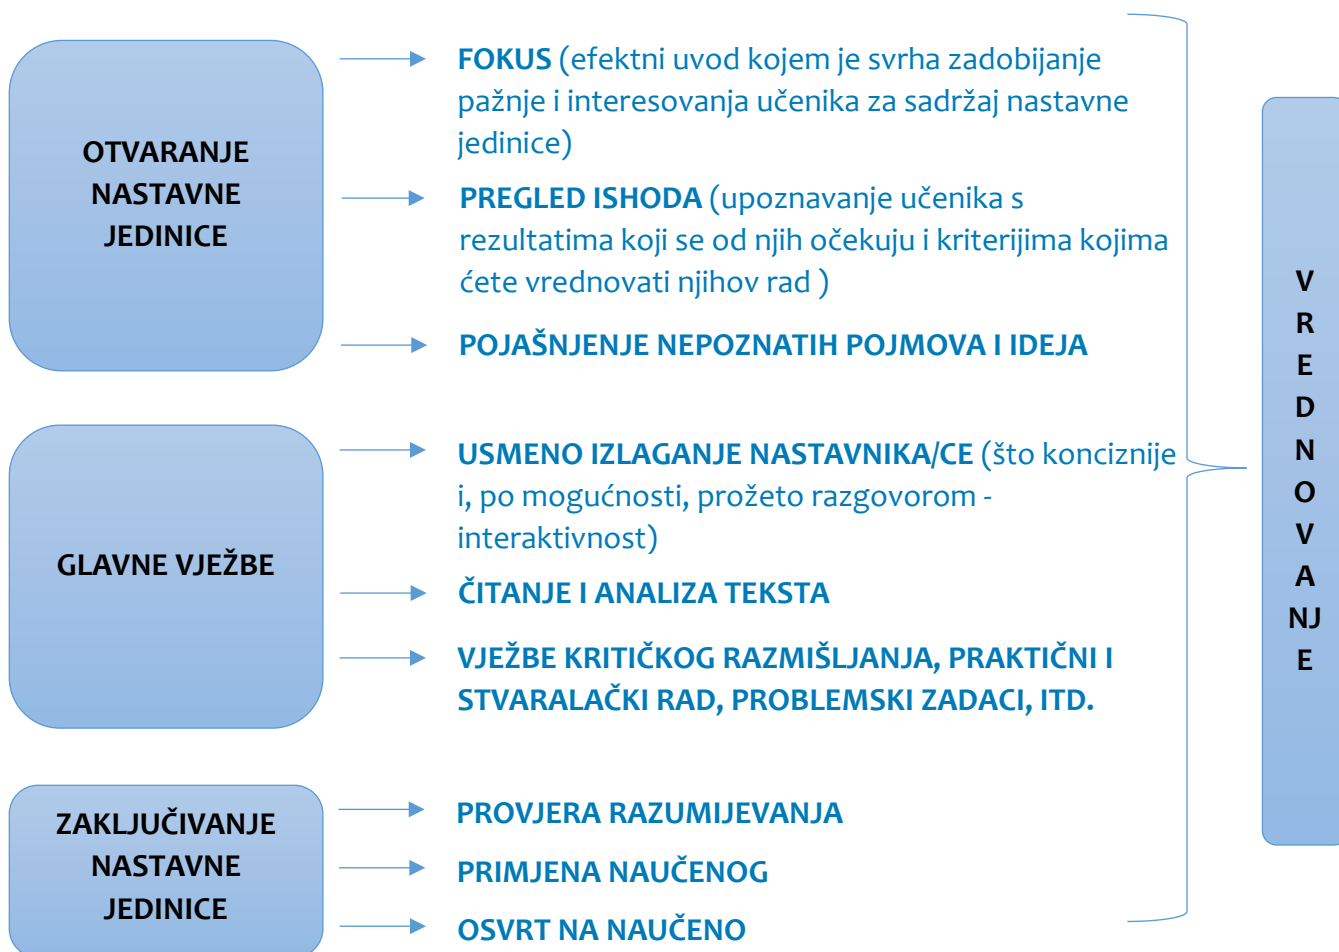 OTVARANJE
NASTAVNE
JEDINICE
FOKUS (efektni uvod kojem je svrha zadobijanje
pažnje i interesovanja učenika za sadržaj nastavne
jedinice)
PREGLED ISHODA (upoznavanje učenika s
rezultatima koji se od njih očekuju i kriterijima kojima
ćete vrednovati njihov rad )
POJAŠNJENJE NEPOZNATIH POJMOVA I IDEJA
GLAVNE VJEŽBE
USMENO IZLAGANJE NASTAVNIKA/CE (što konciznije
i, po mogućnosti, prožeto razgovorom -
interaktivnost)
ČITANJE I ANALIZA TEKSTA
VJEŽBE KRITIČKOG RAZMIŠLJANJA, PRAKTIČNI I
STVARALAČKI RAD, PROBLEMSKI ZADACI, ITD.
ZAKLJUČIVANJE
NASTAVNE
JEDINICE
PROVJERA RAZUMIJEVANJA
PRIMJENA NAUČENOG
OSVRT NA NAUČENO
V
R
E
D
N
O
V
A
NJ
E